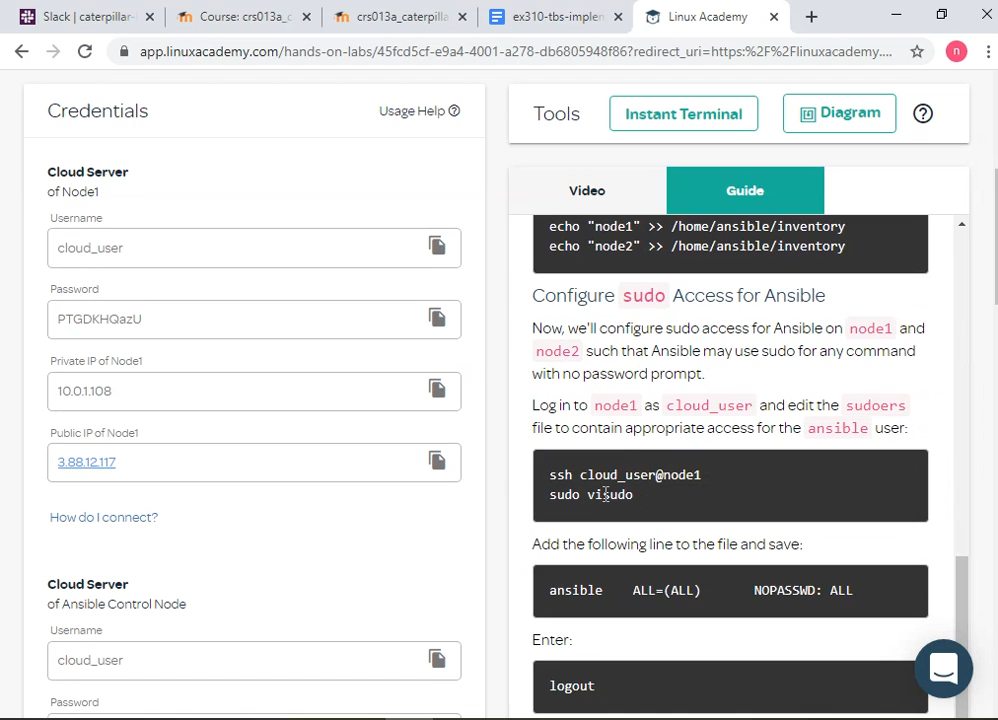 Slack | caterpillar-
Course: crs013a_c
crs013a_caterpilla
ex310-tbs-implem
Linux Academy
app.linuxacademy.com/hands-on-labs/45fcd5cf-e9a4-4001-a278-db6805948f86?redirect_uri=https:%2F%2Flinuxacademy....
n
Credentials
Usage Help
Cloud Server
of Node1
Username
cloud_user
Password
PTGDKHQazU
Private IP of Node1
10.0.1.108
Public IP of Node1
3.88.12.117
How do I connect?
Cloud Server
of Ansible Control Node
Username
cloud_user
Password
Tools
Instant Terminal
Diagram
Video
Guide
echo "node1" >> /home/ansible/inventory
echo "node2" >> /home/ansible/inventory
Configure sudo Access for Ansible
Now, we'll configure sudo access for Ansible on node1 and
node2 such that Ansible may use sudo for any command
with no password prompt.
Log in to node1 as cloud_user and edit the sudoers
file to contain appropriate access for the ansible user:
ssh cloud_user@node1
sudo visudo
Add the following line to the file and save:
ansible ALL=(ALL) NOPASSWD: ALL
Enter:
logout